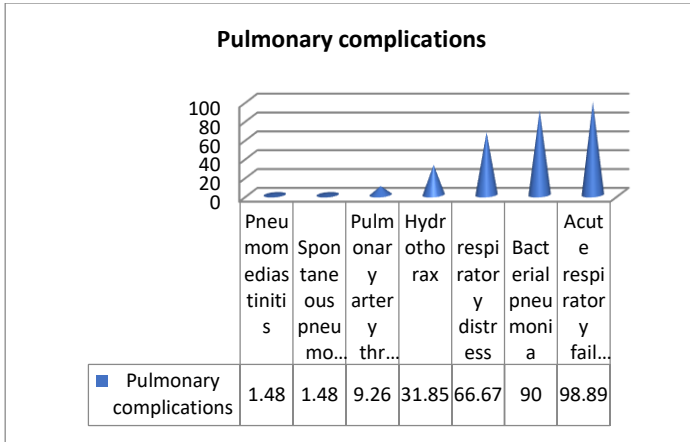 Pulmonary complications
100
80
60
40
20
0
Pneu
mom
edias
tiniti
s
Spon
tane
ous
pneu
mo...
Pulm
onar
y
arter
y
thr...
Hydr
otho
rax
respi
rator
y
distr
ess
Bact
erial
pneu
moni
a
Acut
e
respi
rator
y
fail...
Pulmonary
complications
1.48 1.48 9.26 31.85 66.67 90 98.89